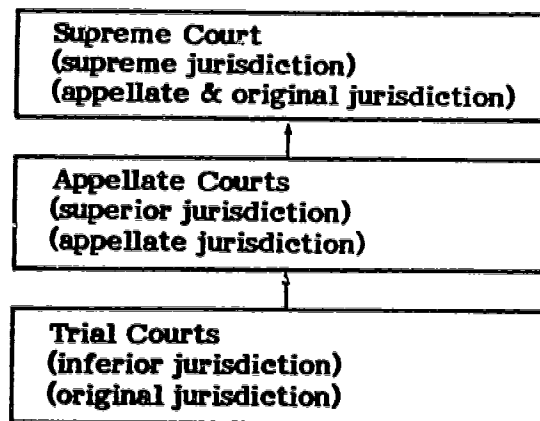 Supreme Court
(supreme jurisdiction)
(appellate & original jurisdiction)
Appellate Courts
(superior jurisdiction)
(appellate jurisdiction)
Trial Courts
(inferior jurisdiction)
(original jurisdiction)